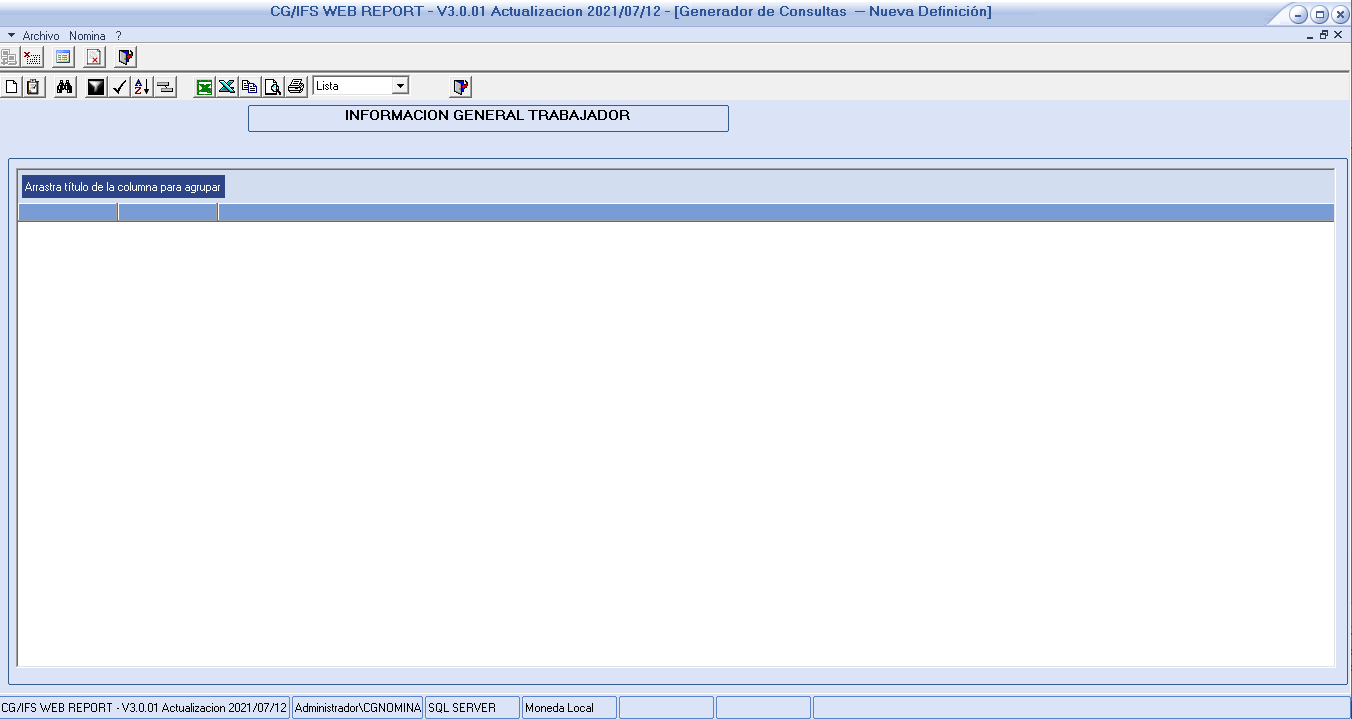 CG/IFS WEB REPORT - V3.0.01 Actualizacion 2021/07/12 - [Generador de Consultas — Nueva Definición]
Archivo Nomina ?
Lista
INFORMACION GENERAL TRABAJADOR
Arrastra título de la columna para agrupar
CG/IFS WEB REPORT - V3.0.01 Actualizacion 2021/07/12 Administrador\CGNOMINA SQL SERVER Moneda Local